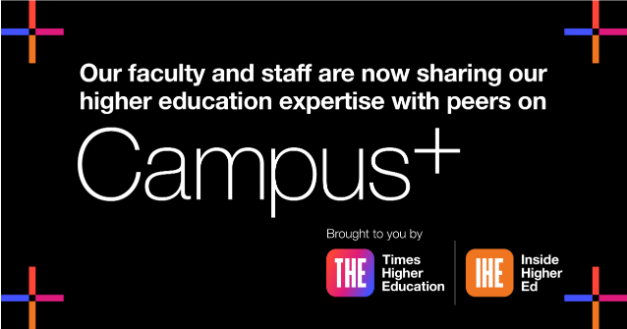 Our faculty and staff are now sharing our
higher education expertise with peers on
Campus+
Brought to you by
THE
Times
Higher
Education
IHE
Inside
Higher
Ed